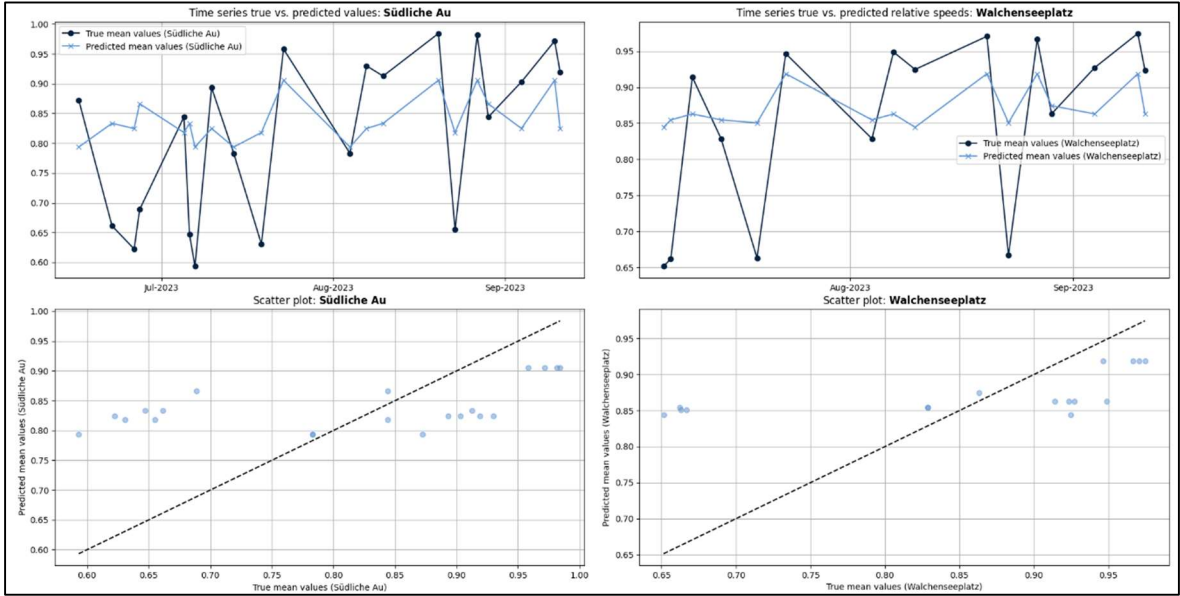 Time series true vs. predicted values: Südliche Au
True mean values (Südliche Au)
Predicted mean values (Südliche Au)
1.00
0.95
0.90
0.85
0.80
0.75
0.70
0.65
0.60
Jul-2023
Aug-2023
Sep-2023
Time series true vs. predicted relative speeds: Walchenseeplatz
0.95
0.90
0.85
0.80
0.75
0.70
0.65
True mean values (Walchenseeplatz)
Predicted mean values (Walchenseeplatz)
Aug-2023
Sep-2023
Scatter plot: Südliche Au
Predicted mean values (Südliche Au)
1.00
0.95
0.90
0.85
0.80
0.75
0.70
0.65
0.60
0.60
0.65
0.70
0.75
0.80
0.85
0.90
0.95
1.00
True mean values (Südliche Au)
Scatter plot: Walchenseeplatz
Predicted mean values (Walchenseeplatz)
0.95
0.90
0.85
0.80
0.75
0.70
0.65
0.65
0.70
0.75
0.80
0.85
0.90
0.95
True mean values (Walchenseeplatz)